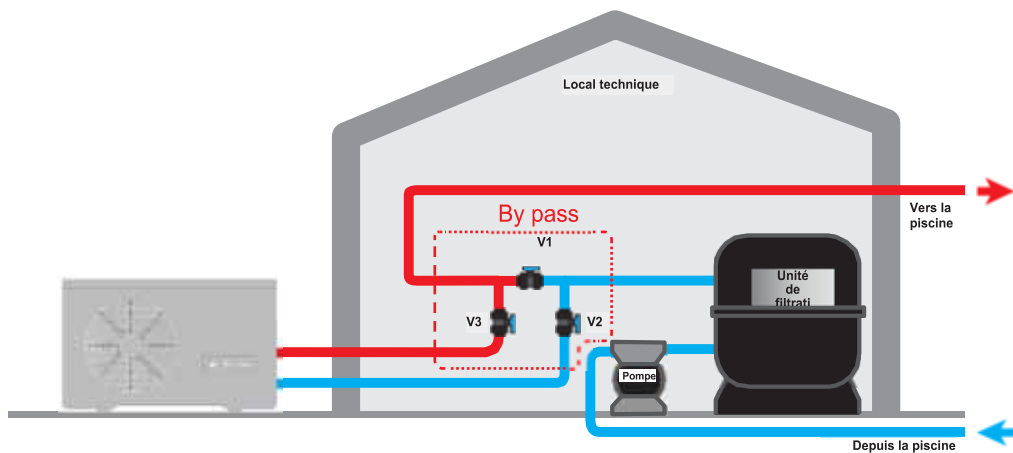 Local technique
Vers la
piscine
By pass
V1
V3
V2
Unité
de
filtrati
Pompe
Depuis la piscine